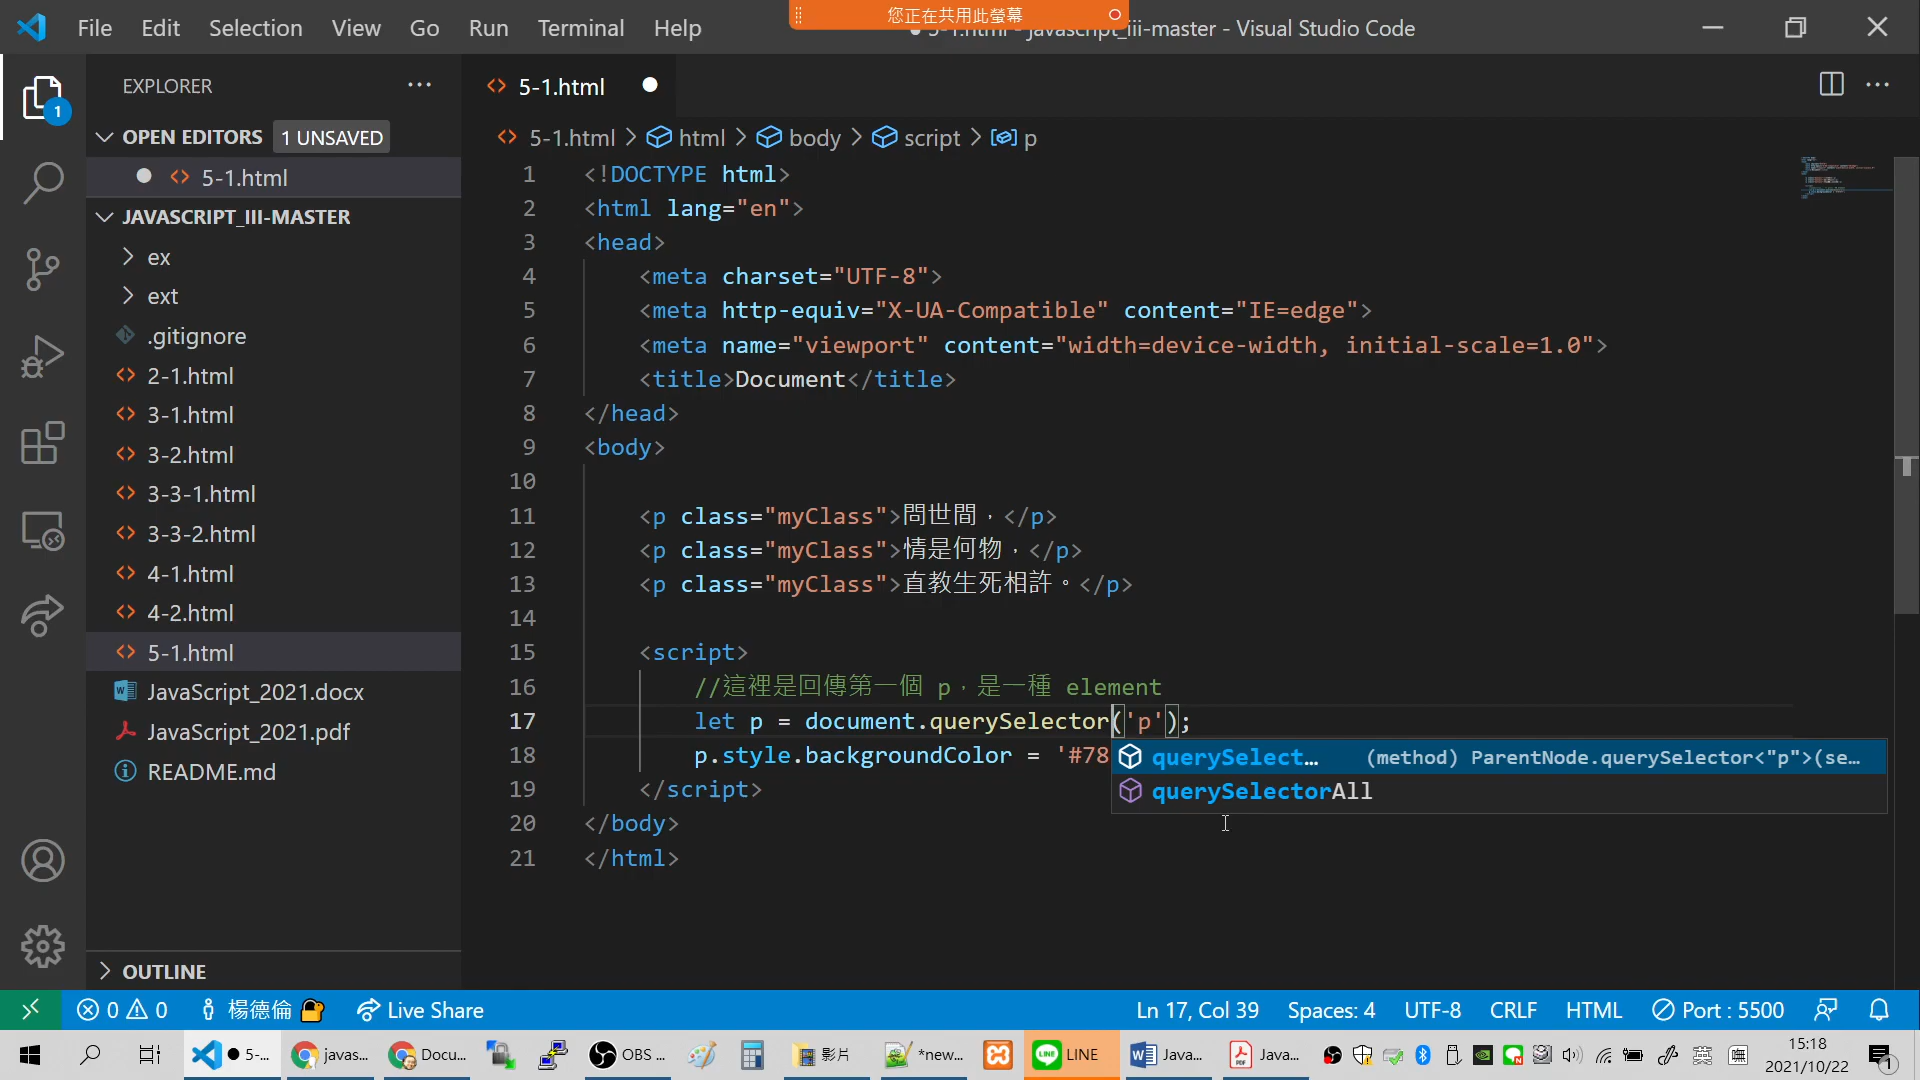 File Edit Selection View Go Run Terminal Help
您正在共用此螢幕
5-1.html - javascript_iii-master - Visual Studio Code
EXPLORER
5-1.html
1
OPEN EDITORS 1 UNSAVED
5-1.html > html > body > script > p
5-1.html
JAVASCRIPT_III-MASTER
ex
ext
.gitignore
2-1.html
3-1.html
3-2.html
3-3-1.html
3-3-2.html
4-1.html
4-2.html
5-1.html
JavaScript_2021.docx
JavaScript_2021.pdf
README.md
OUTLINE
1 <!DOCTYPE html>
2 <html lang="en">
3 <head>
4 <meta charset="UTF-8">
5 <meta http-equiv="X-UA-Compatible" content="IE=edge">
6 <meta name="viewport" content="width=device-width, initial-scale=1.0">
7 <title>Document</title>
8 </head>
9 <body>
10
11 <p class="myClass">問世間，</p>
12 <p class="myClass">情是何物，</p>
13 <p class="myClass">直教生死相許。</p>
14
15 <script>
16 //這裡是回傳第一個 p，是一種 element
17 let p = document.querySelector('p');
18 p.style.backgroundColor = '#78
querySelect… (method) ParentNode.querySelector<"p">(se…
querySelectorAll
19 </script>
20 </body>
21 </html>
0 0 楊德倫 Live Share
Ln 17, Col 39 Spaces: 4 UTF-8 CRLF HTML Port : 5500
5-... javas... Docu... OBS ... 影片 *new... LINE Java... Java...
英
15:18
2021/10/22
1